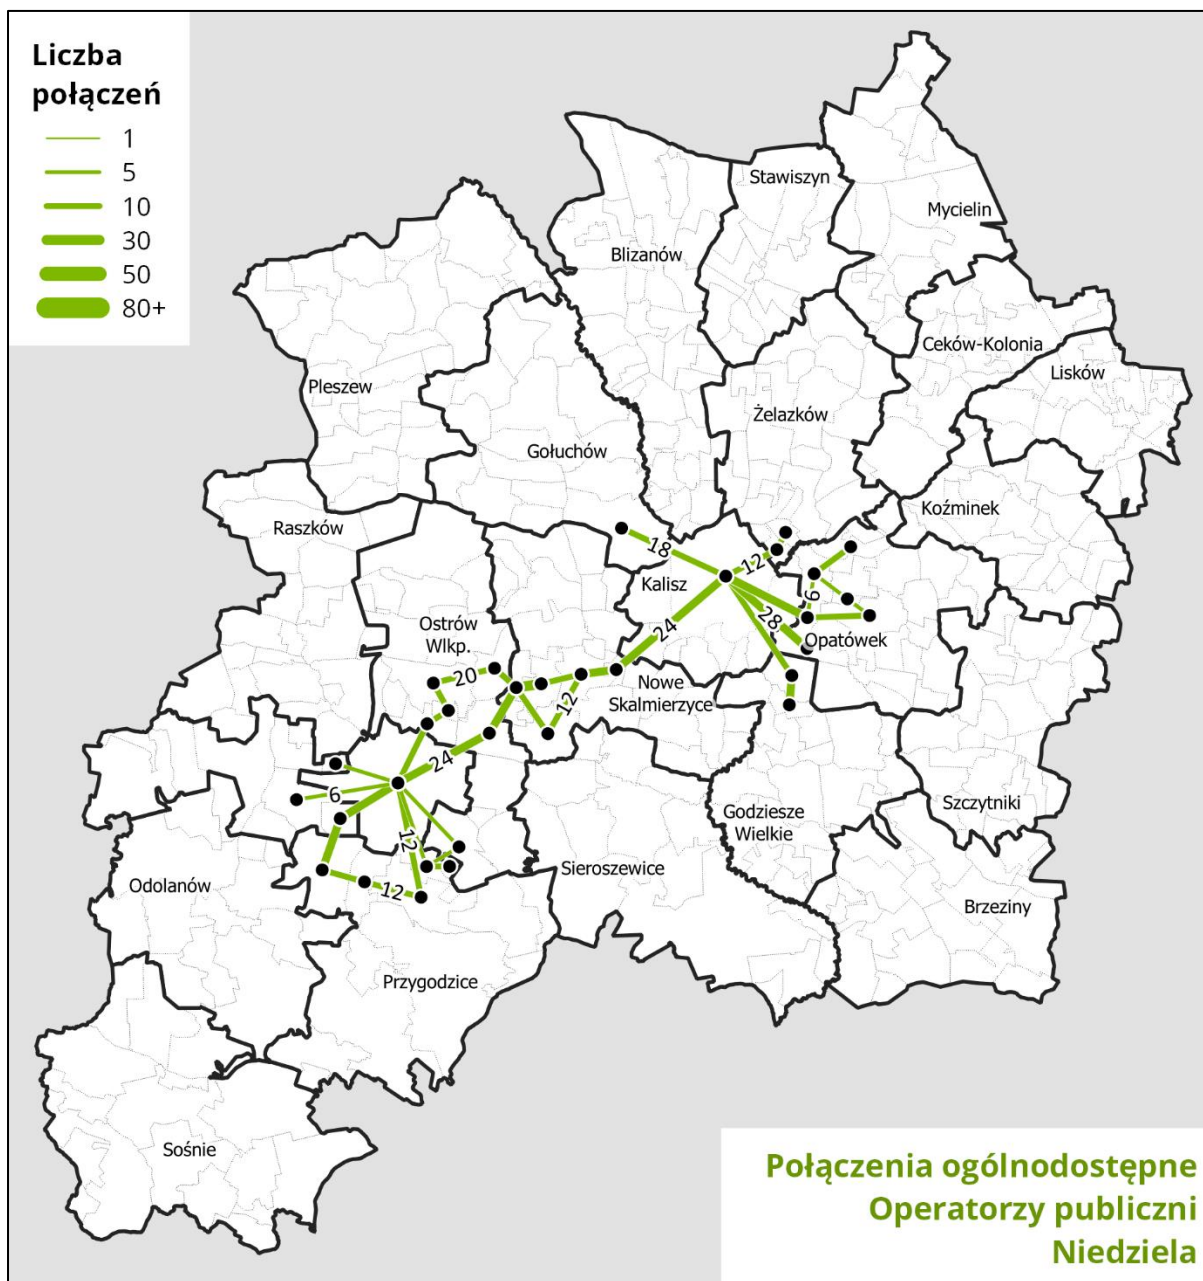 Liczba
połączeń
1
5
10
30
50
80+
Stawiszyn
Mycielin
Blizanów
Ceków-Kolonia
Lisków
Pleszew
Żelazków
Gołuchów
Koźminek
Raszków
18
12
Kalisz
6
28
Ostrów
Wlkp.
24
Opatówek
20
Nowe
Skalmierzyce
12
24
6
Godziesze
Wielkie
Szczytniki
12
Sieroszewice
Odolanów
12
Brzeziny
Przygodzice
Sośnie
Połączenia ogólnodostępne
Operatorzy publiczni
Niedziela